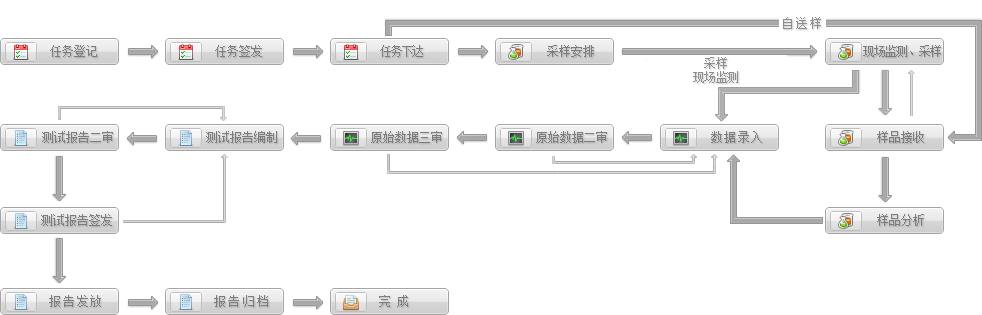 自送样
任务登记
任务签发
任务下达
采样安排
现场监测、采样
采样
现场监测
测试报告二审
测试报告编制
原始数据三审
原始数据二审
数据录入
样品接收
测试报告签发
样品分析
报告发放
报告归档
完成